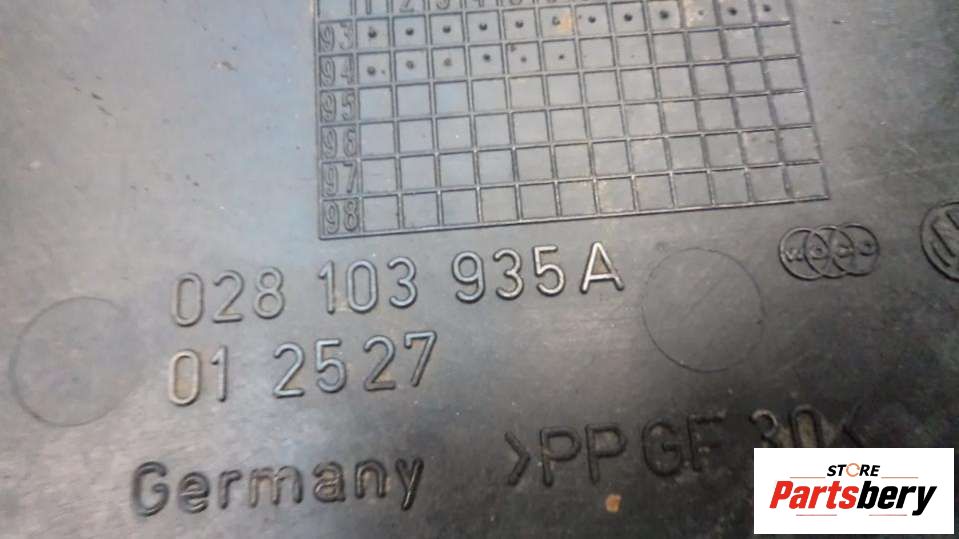 93
94
95
96
97
98
028 103 935A
01 2527
>PP GF 30<
Germany
STORE
Partsbery